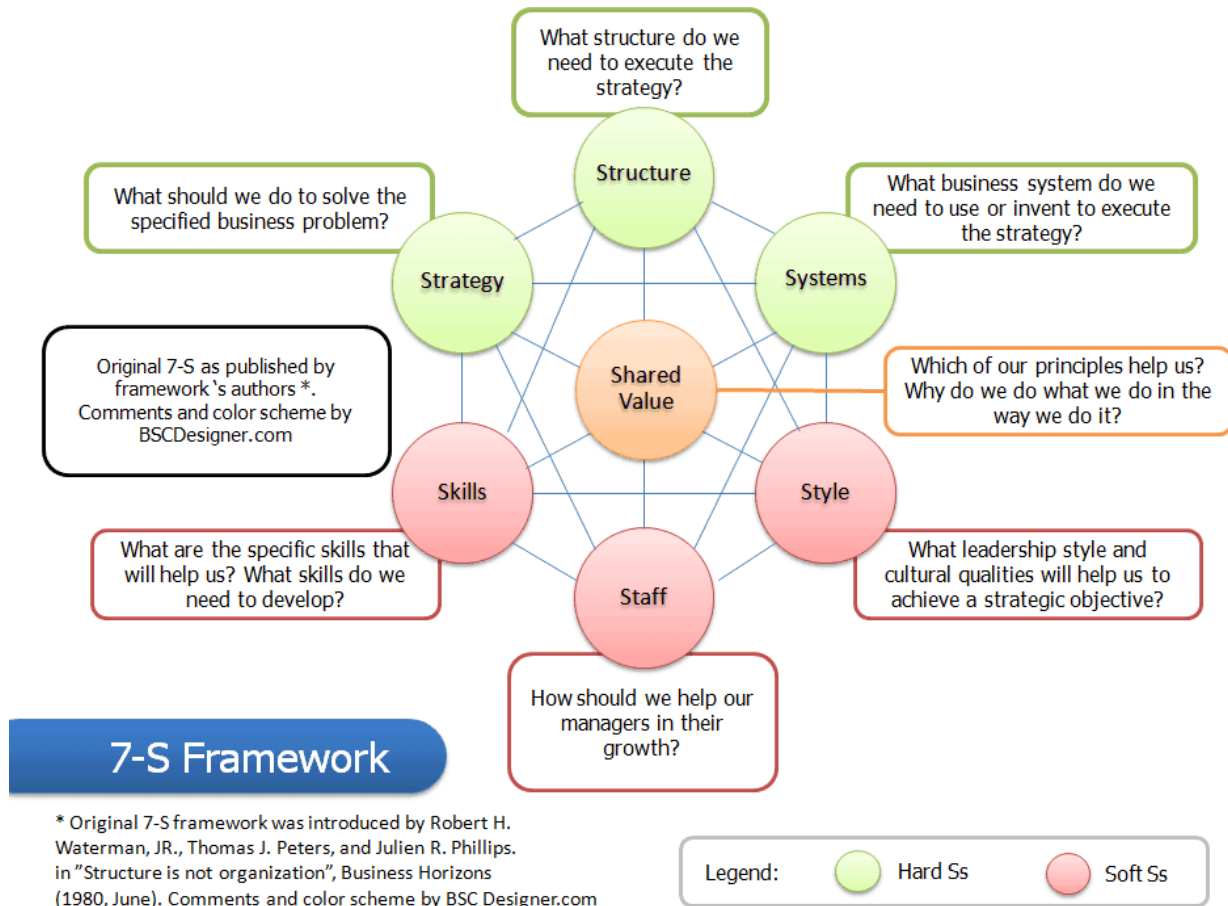 What structure do we
need to execute the
strategy?
Structure
What should we do to solve the
specified business problem?
What business system do we
need to use or invent to execute
the strategy?
Strategy
Systems
Original 7-S as published by
framework`s authors *.
Comments and color scheme by
BSCDesigner.com
Shared
Value
Which of our principles help us?
Why do we do what we do in the
way we do it?
Skills
Style
What are the specific skills that
will help us? What skills do we
need to develop?
Staff
What leadership style and
cultural qualities will help us to
achieve a strategic objective?
How should we help our
managers in their
growth?
7-S Framework
* Original 7-S framework was introduced by Robert H.
Waterman, JR., Thomas J. Peters, and Julien R. Phillips.
in ”Structure is not organization”, Business Horizons
(1980, June). Comments and color scheme by BSC Designer.com
Legend:
Hard Ss
Soft Ss